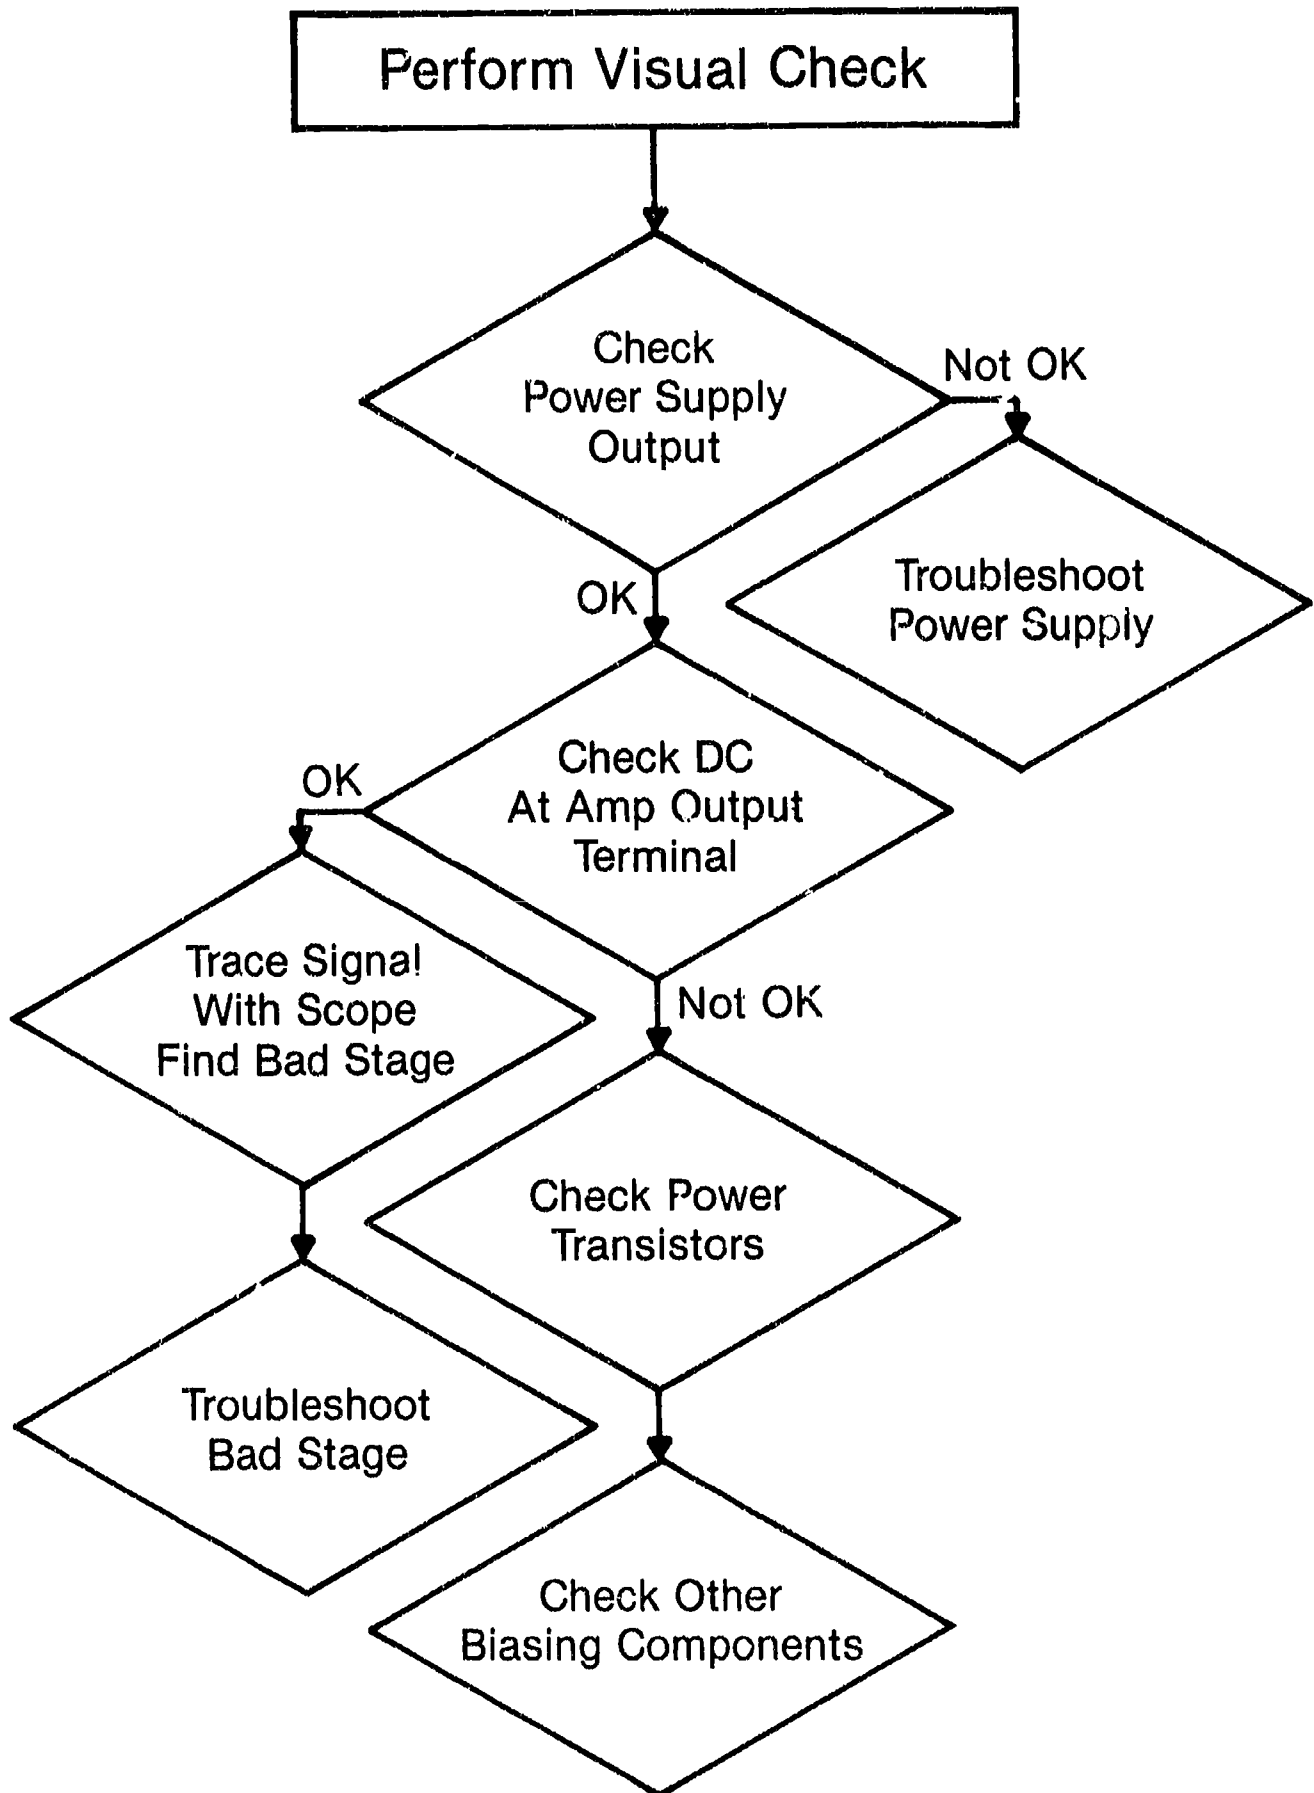 Perform Visual Check
Check
Power Supply
Output
Not OK
Troubleshoot
Power Supply
OK
Check DC
At Amp Output
Terminal
OK
Trace Signal
With Scope
Find Bad Stage
Not OK
Check Power
Transistors
Troubleshoot
Bad Stage
Check Other
Biasing Components